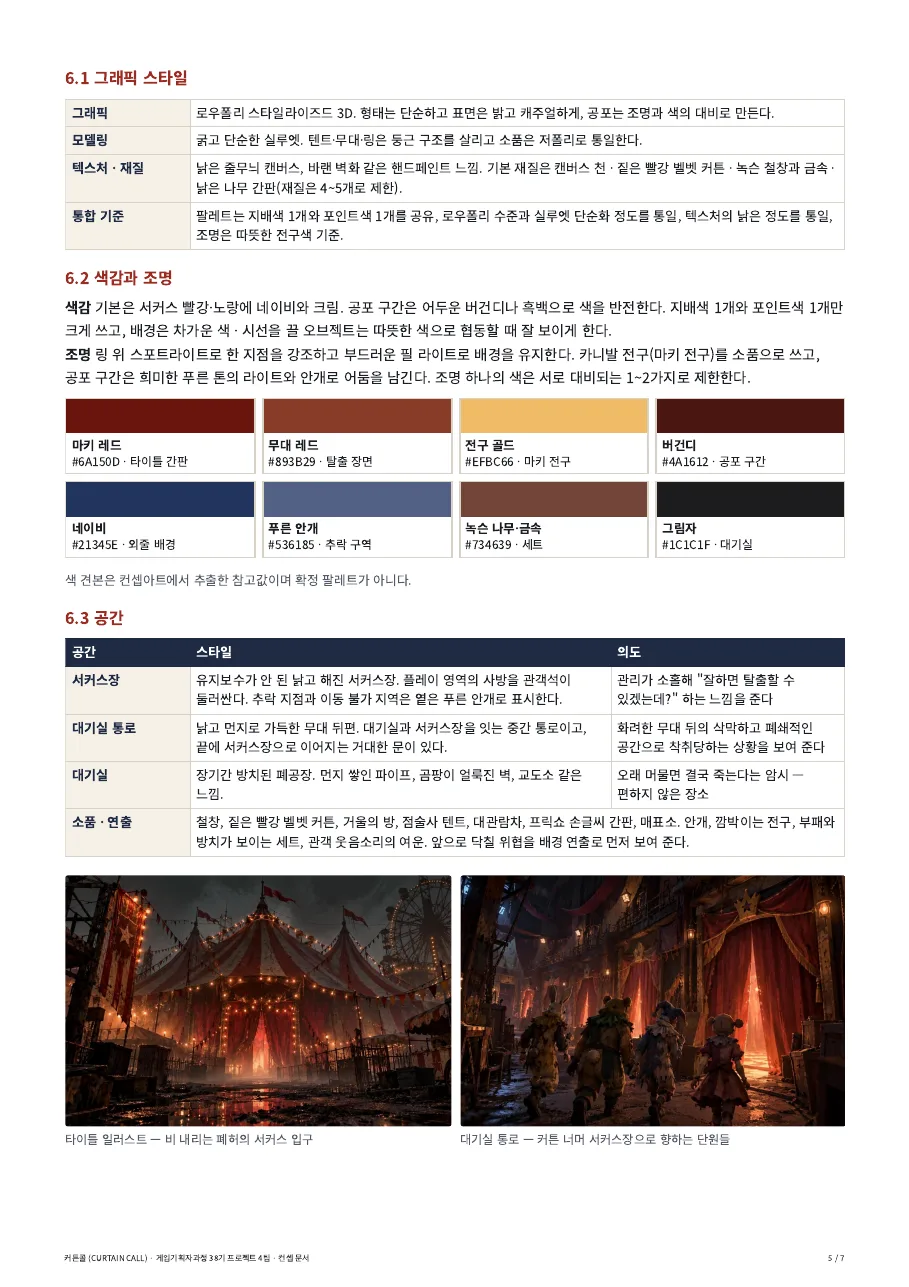 6.1 그래픽 스타일
그래픽
로우폴리 스타일라이즈드 3D. 형태는 단순하고 표면은 밝고 캐주얼하게, 공포는 조명과 색의 대비로 만든다.
모델링
굵고 단순한 실루엣. 텐트·무대·링은 둥근 구조를 살리고 소품은 저폴리로 통일한다.
텍스처 · 재질
낡은 줄무늬 캔버스, 바랜 벽화 같은 핸드페인트 느낌. 기본 재질은 캔버스 천 · 짙은 빨강 벨벳 커튼 · 녹슨 철창과 금속 ·
낡은 나무 간판(재질은 4~5개로 제한).
통합 기준
팔레트는 지배색 1개와 포인트색 1개를 공유, 로우폴리 수준과 실루엣 단순화 정도를 통일, 텍스처의 낡은 정도를 통일,
조명은 따뜻한 전구색 기준.
6.2 색감과 조명
색감 기본은 서커스 빨강·노랑에 네이비와 크림. 공포 구간은 어두운 버건디나 흑백으로 색을 반전한다. 지배색 1개와 포인트색 1개만
크게 쓰고, 배경은 차가운 색 · 시선을 끌 오브젝트는 따뜻한 색으로 협동할 때 잘 보이게 한다.
조명 링 위 스포트라이트로 한 지점을 강조하고 부드러운 필 라이트로 배경을 유지한다. 카니발 전구(마키 전구)를 소품으로 쓰고,
공포 구간은 희미한 푸른 톤의 라이트와 안개로 어둠을 남긴다. 조명 하나의 색은 서로 대비되는 1~2가지로 제한한다.
마키 레드
#6A150D · 타이틀 간판
무대 레드
#893B29 · 탈출 장면
전구 골드
#EFBC66 · 마키 전구
버건디
#4A1612 · 공포 구간
네이비
#21345E · 외줄 배경
푸른 안개
#536185 · 추락 구역
녹슨 나무·금속
#734639 · 세트
그림자
#1C1C1F · 대기실
색 견본은 컨셉아트에서 추출한 참고값이며 확정 팔레트가 아니다.
6.3 공간
공간 스타일 의도
서커스장
유지보수가 안 된 낡고 해진 서커스장. 플레이 영역의 사방을 관객석이
둘러싼다. 추락 지점과 이동 불가 지역은 옅은 푸른 안개로 표시한다.
관리가 소홀해 "잘하면 탈출할 수
있겠는데?" 하는 느낌을 준다
대기실 통로
낡고 먼지로 가득한 무대 뒤편. 대기실과 서커스장을 잇는 중간 통로이고,
끝에 서커스장으로 이어지는 거대한 문이 있다.
화려한 무대 뒤의 삭막하고 폐쇄적인
공간으로 착취당하는 상황을 보여 준다
대기실
장기간 방치된 폐공장. 먼지 쌓인 파이프, 곰팡이 얼룩진 벽, 교도소 같은
느낌.
오래 머물면 결국 죽는다는 암시 —
편하지 않은 장소
소품 · 연출
철창, 짙은 빨강 벨벳 커튼, 거울의 방, 점술사 텐트, 대관람차, 프릭쇼 손글씨 간판, 매표소. 안개, 깜박이는 전구, 부패와
방치가 보이는 세트, 관객 웃음소리의 여운. 앞으로 닥칠 위협을 배경 연출로 먼저 보여 준다.
타이틀 일러스트 — 비 내리는 폐허의 서커스 입구
대기실 통로 — 커튼 너머 서커스장으로 향하는 단원들
커튼콜 (CURTAIN CALL) · 게임기획자과정 38기 프로젝트 4팀 · 컨셉 문서
5 / 7